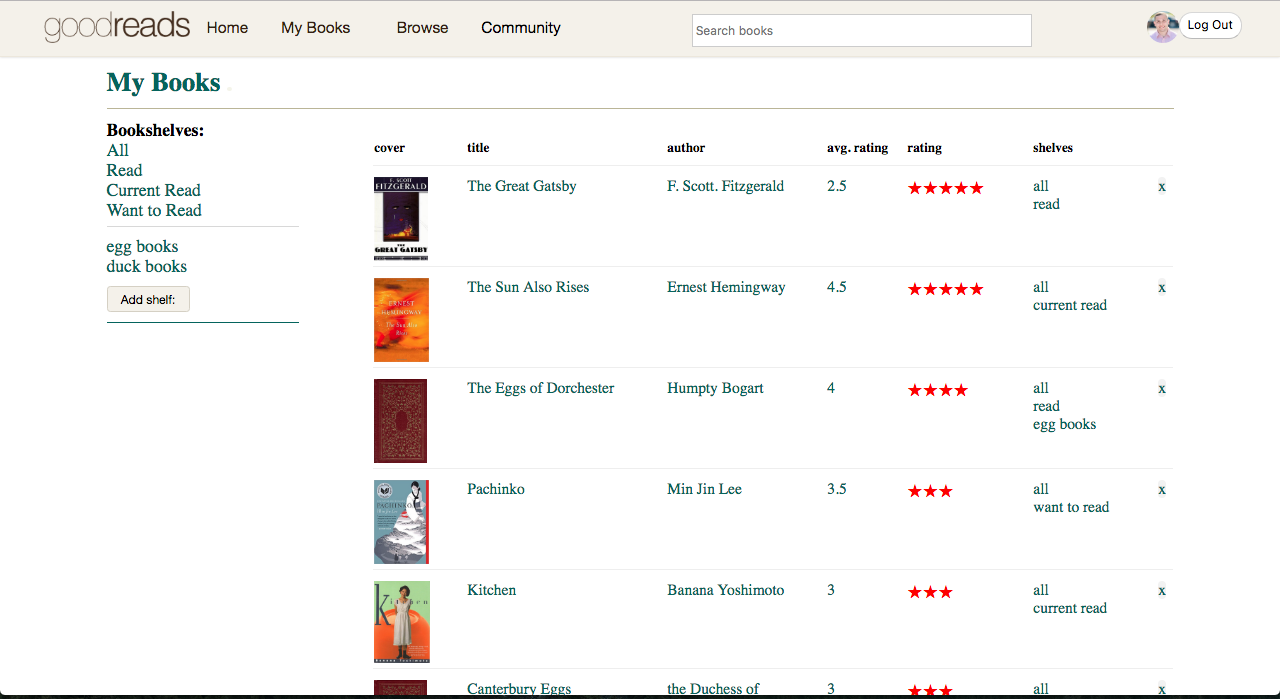 goodreads Home My Books Browse Community Search books Log Out
My Books
Bookshelves:
All
Read
Current Read
Want to Read
egg books
duck books
Add shelf:
cover title author avg. rating rating shelves
F. SCOTT
FITZGERALD
THE
GREAT GATSBY
The Great Gatsby F. Scott. Fitzgerald 2.5 ★★★★★ all x
read
ERNEST
HEMINGWAY
The Sun Also
Rises
The Sun Also Rises Ernest Hemingway 4.5 ★★★★★ all x
current read
The Eggs of Dorchester Humpty Bogart 4 ★★★★ all x
read
egg books
PACHINKO
Pachinko Min Jin Lee 3.5 ★★★ all x
want to read
Kitchen
BANANA YOSHIMOTO
Kitchen Banana Yoshimoto 3 ★★★ all x
current read
Canterbury Eggs the Duchess of 3 ★★★ all x